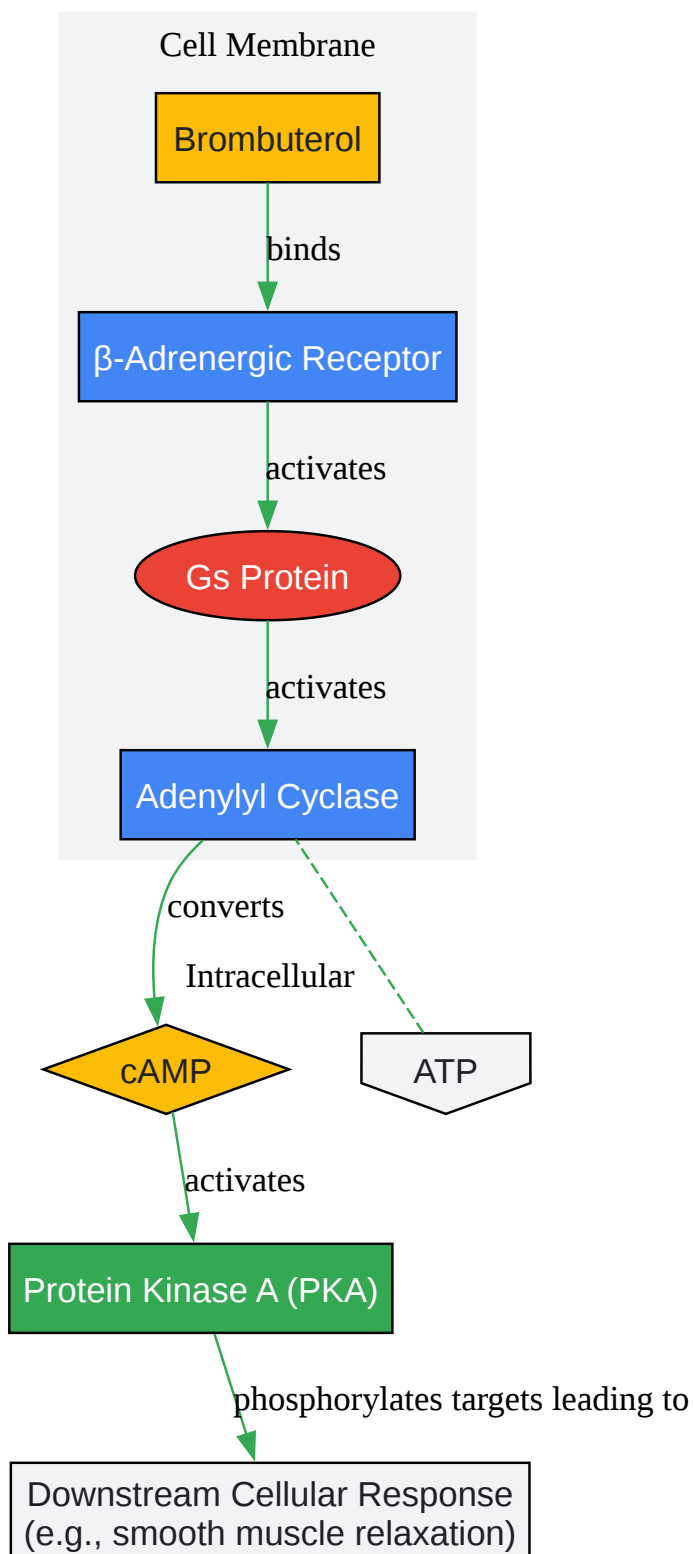 Cell Membrane
Brombuterol
binds
β-Adrenergic Receptor
activates
Gs Protein
activates
Adenylyl Cyclase
converts
Intracellular
cAMP
ATP
activates
Protein Kinase A (PKA)
phosphorylates targets leading to
Downstream Cellular Response
(e.g., smooth muscle relaxation)